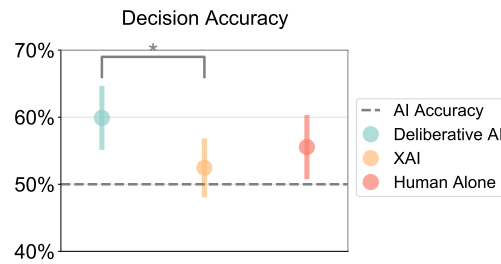 Decision Accuracy
70%
*
60%
50%
40%
AI Accuracy
Deliberative AI
XAI
Human Alone